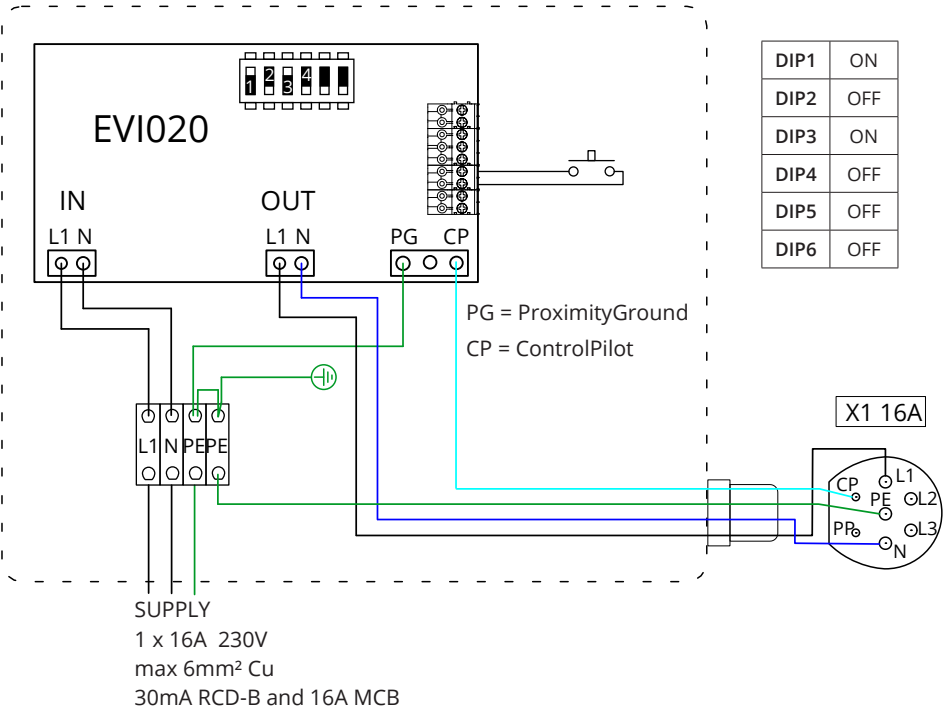 1 2 3 4
EVI020
IN
OUT
L1 N
L1 N
PG
CP
DIP1 ON
DIP2 OFF
DIP3 ON
DIP4 OFF
DIP5 OFF
DIP6 OFF
PG = ProximityGround
CP = ControlPilot
X1 16A
L1 N PE PE
CP
L1
PE
L2
PP
L3
N
SUPPLY
1 x 16A 230V
max 6mm² Cu
30mA RCD-B and 16A MCB